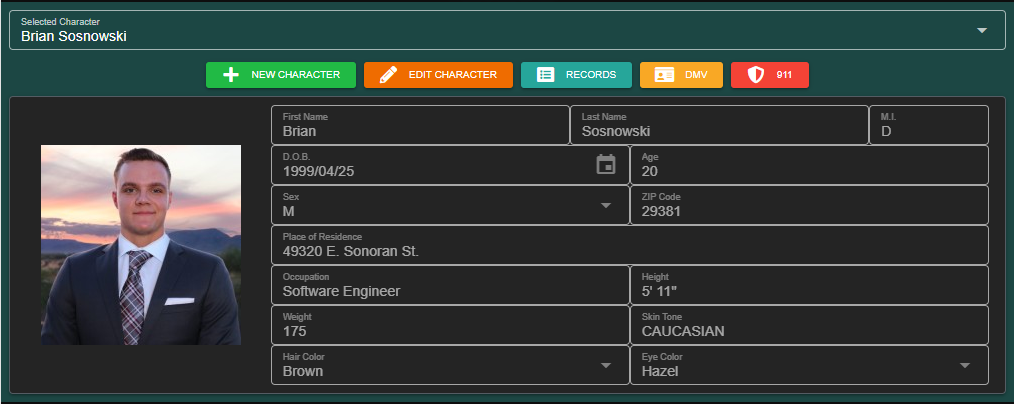 Selected Character
Brian Sosnowski
NEW CHARACTER EDIT CHARACTER RECORDS DMV 911
First Name Last Name M.I.
Brian Sosnowski D
D.O.B. Age
1999/04/25 20
Sex ZIP Code
M 29381
Place of Residence
49320 E. Sonoran St.
Occupation Height
Software Engineer 5' 11"
Weight Skin Tone
175 CAUCASIAN
Hair Color Eye Color
Brown Hazel